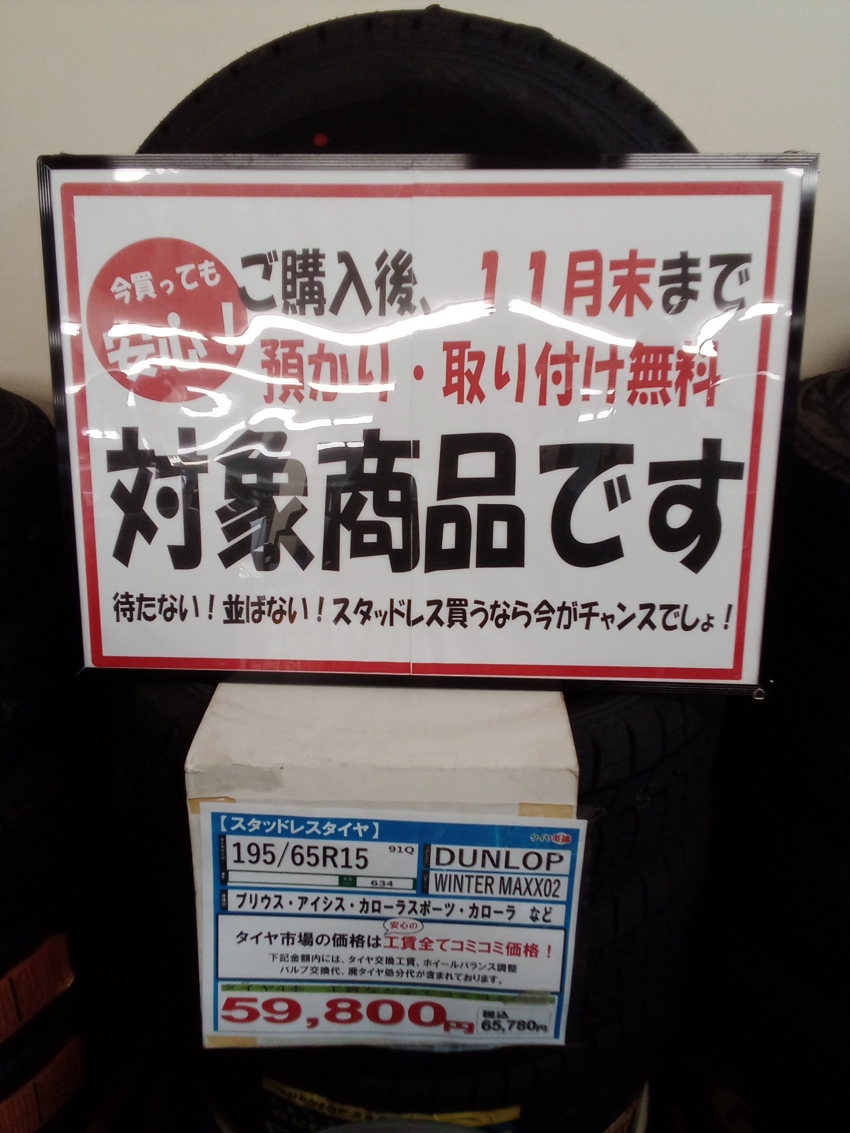 今買っても
安心！
ご購入後、11月末まで
預かり・取り付け無料
対象商品です
待たない！並ばない！スタッドレス買うなら今がチャンスでしょ！
【スタッドレスタイヤ】
タイヤ市場
195/65R15 91Q
DUNLOP
634
WINTER MAXX02
プリウス・アイシス・カローラスポーツ・カローラ など
安心の
タイヤ市場の価格は工賃全てコミコミ価格！
下記金額内には、タイヤ交換工賃、ホイールバランス調整
バルブ交換代、廃タイヤ処分代が含まれております。
59,800円
税込
65,780円